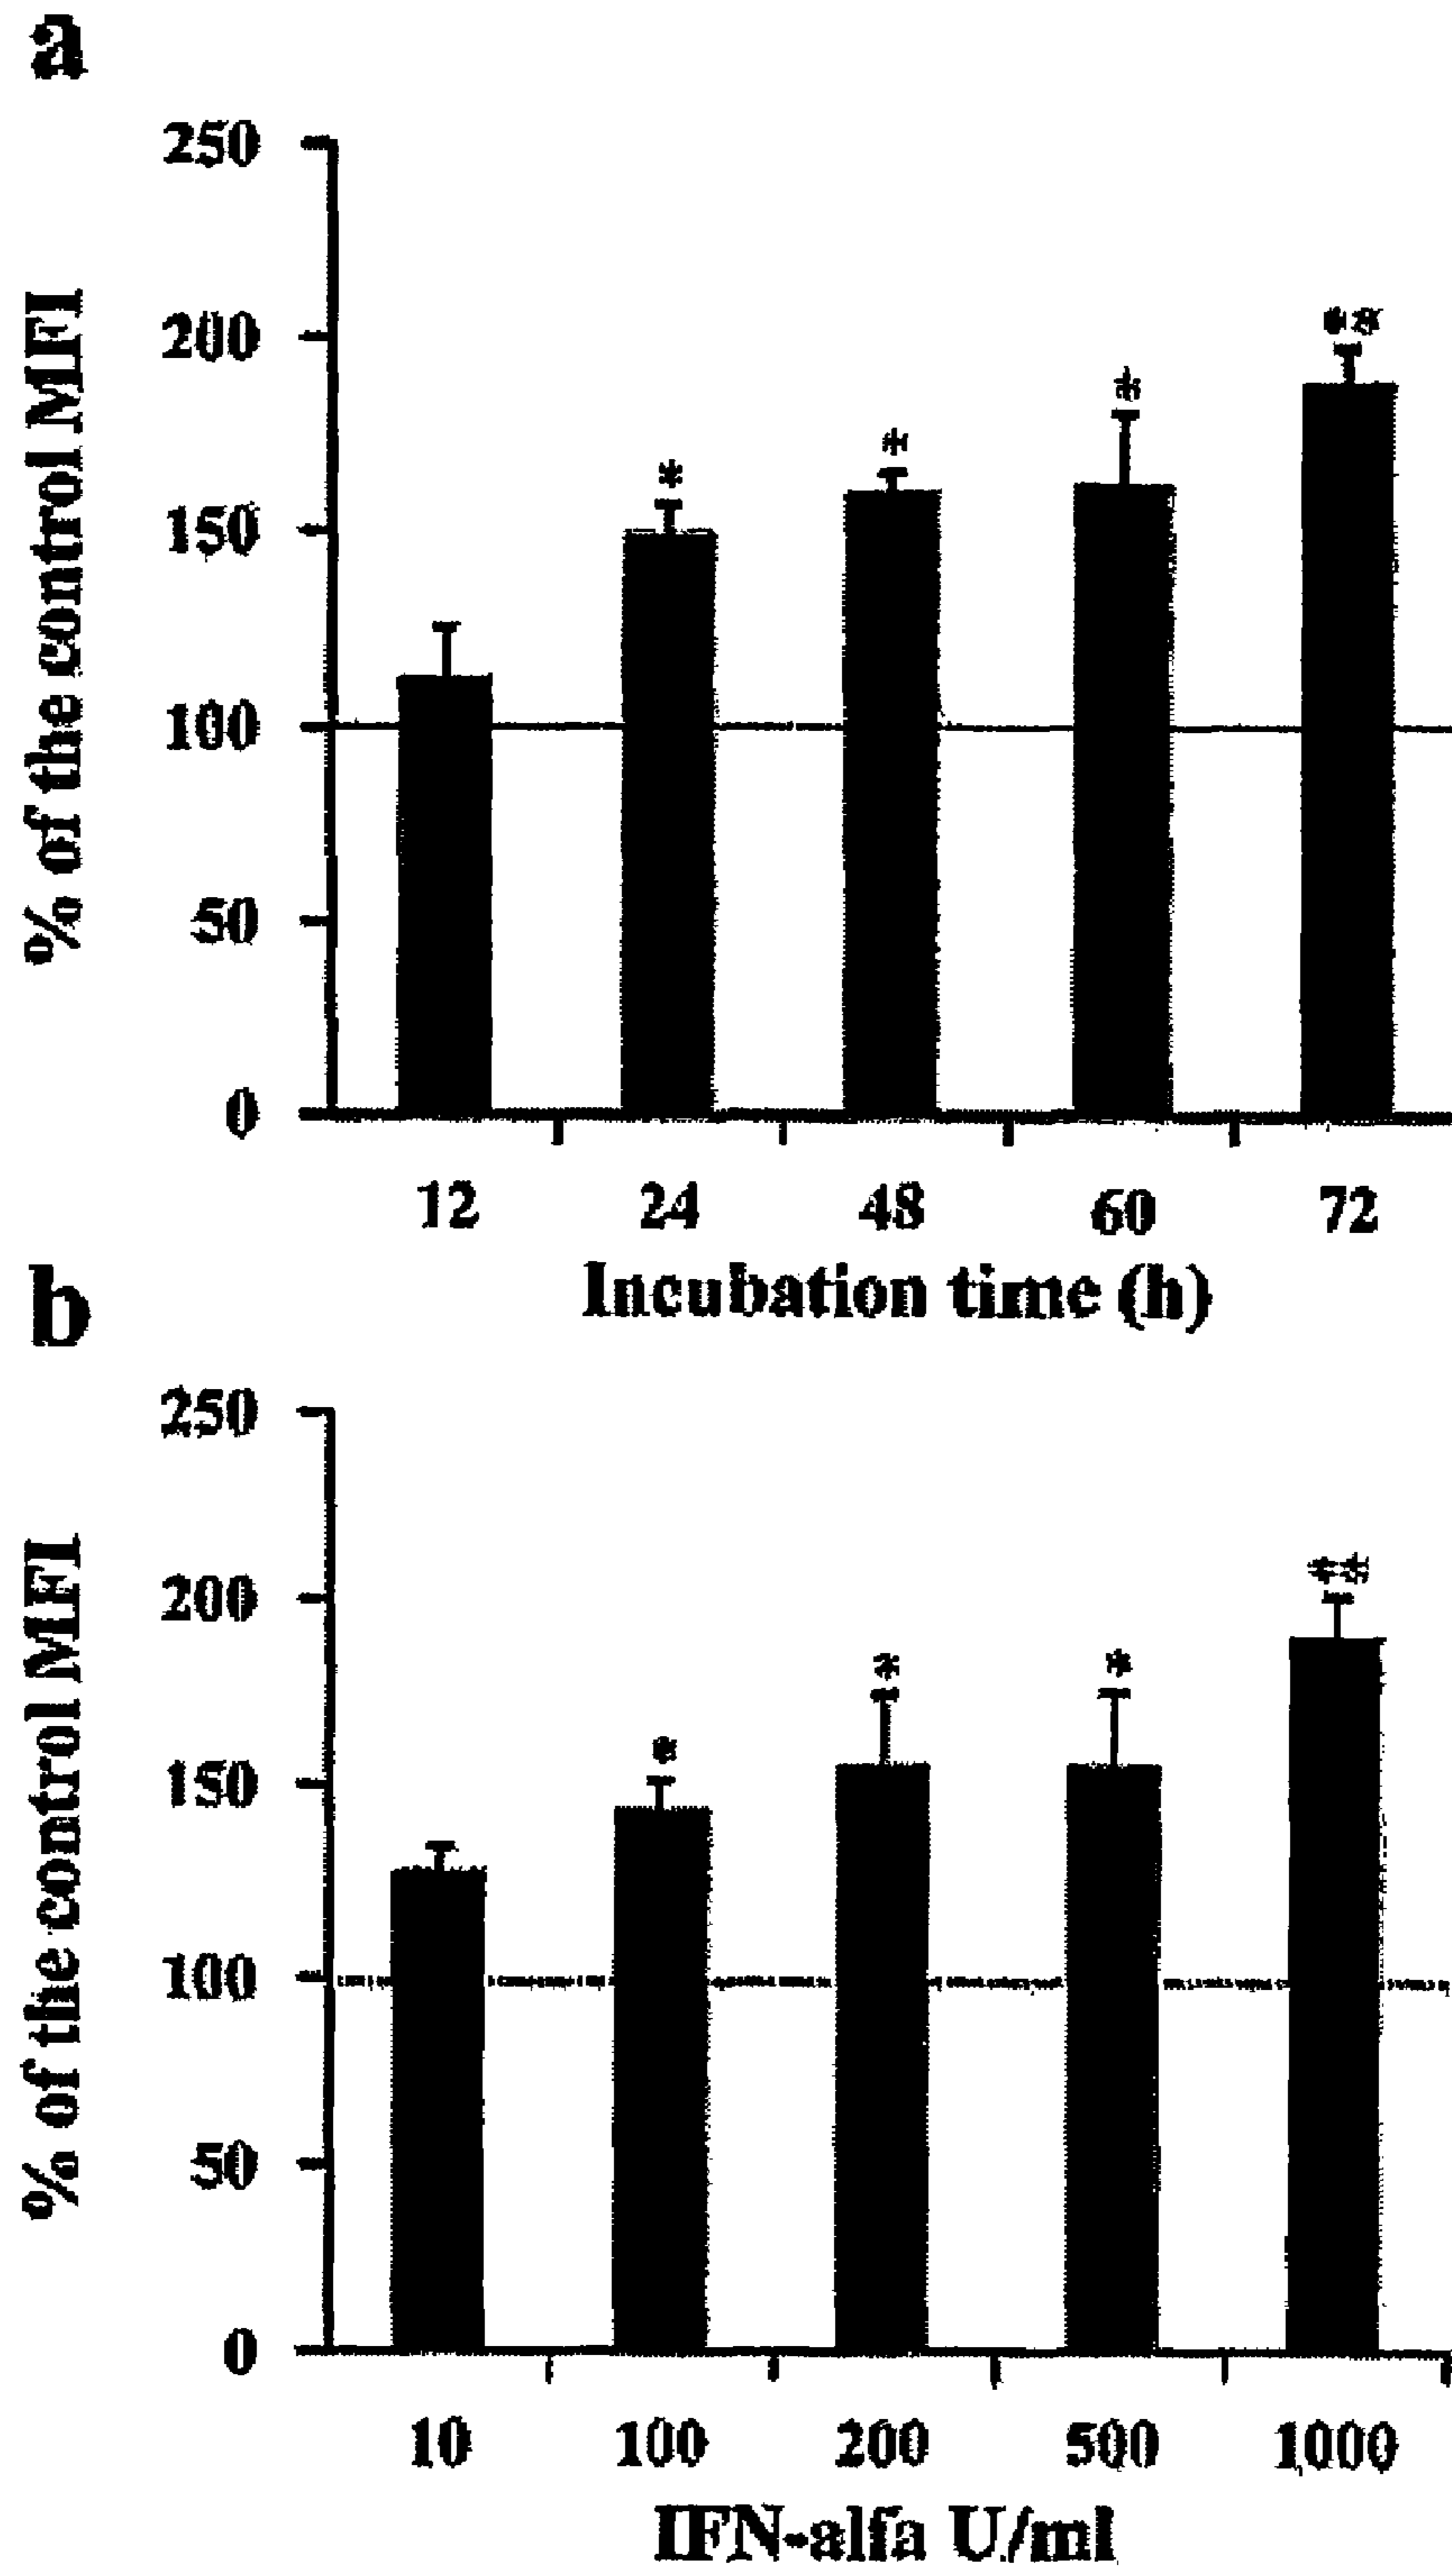 a
250
200
150
100
50
0
% of the control MFI
*
*
*
**
12 24 48 60 72
Incubation time (h)
b
250
200
150
100
50
0
% of the control MFI
*
*
*
**
10 100 200 500 1000
IFN-alfa U/ml